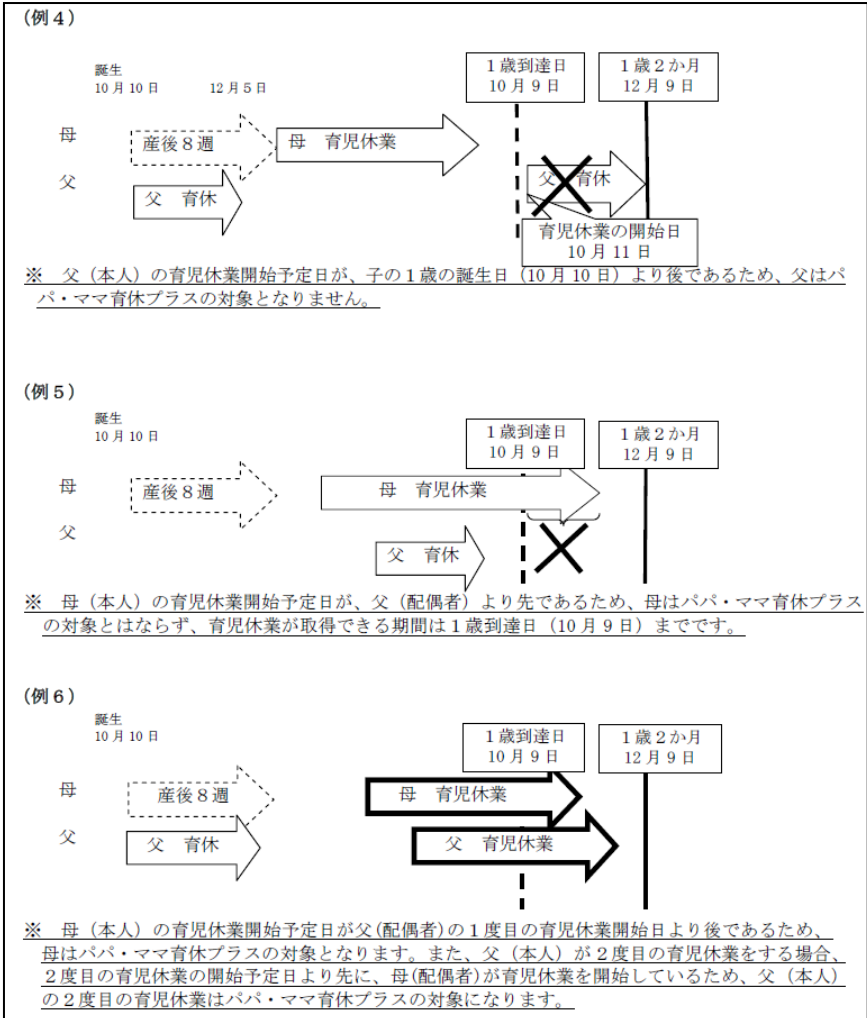 (例4)
誕生
10月10日 12月5日
1歳到達日
10月9日
1歳2か月
12月9日
母
産後8週
母 育児休業
父
父 育休
父 育休
育児休業の開始日
10月11日
※ 父(本人)の育児休業開始予定日が、子の1歳の誕生日(10月10日)より後であるため、父はパ
パ・ママ育休プラスの対象となりません。
(例5)
誕生
10月10日
1歳到達日
10月9日
1歳2か月
12月9日
母
産後8週
母 育児休業
父
父 育休
※ 母(本人)の育児休業開始予定日が、父(配偶者)より先であるため、母はパパ・ママ育休プラス
の対象とはならず、育児休業が取得できる期間は1歳到達日(10月9日)までです。
(例6)
誕生
10月10日
1歳到達日
10月9日
1歳2か月
12月9日
母
産後8週
母 育児休業
父
父 育休
父 育児休業
※ 母(本人)の育児休業開始予定日が父(配偶者)の1度目の育児休業開始日より後であるため、
母はパパ・ママ育休プラスの対象となります。また、父(本人)が2度目の育児休業をする場合、
2度目の育児休業の開始予定日より先に、母(配偶者)が育児休業を開始しているため、父(本人)
の2度目の育児休業はパパ・ママ育休プラスの対象になります。